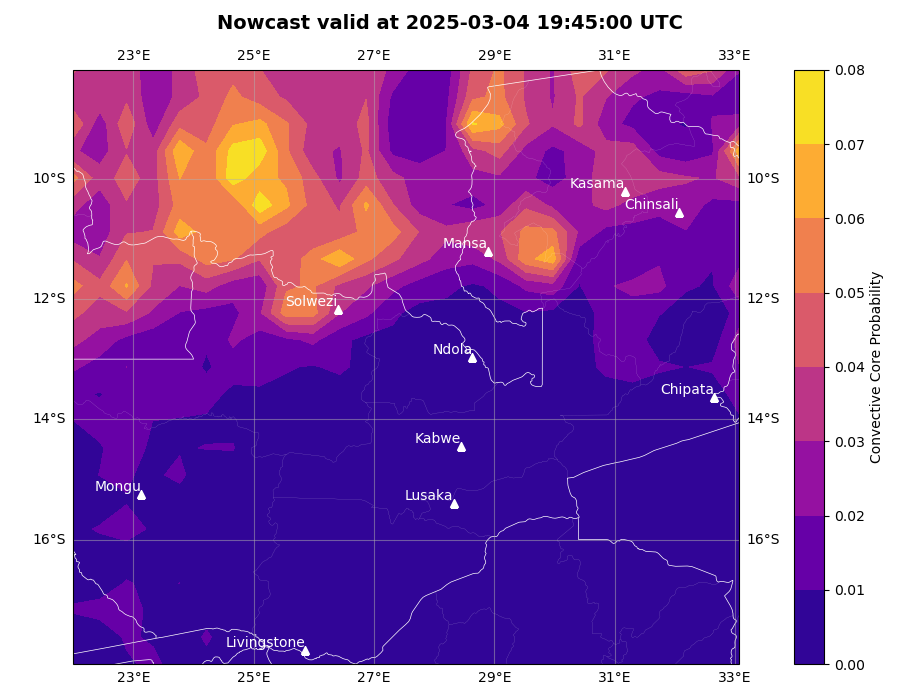 Nowcast valid at 2025-03-04 19:45:00 UTC
23°E 25°E 27°E 29°E 31°E 33°E
0.08
0.07
0.06
0.05
0.04
0.03
0.02
0.01
0.00
Convective Core Probability
10°S 10°S
12°S 12°S
14°S 14°S
16°S 16°S
Kasama
Chinsali
Mansa
Solwezi
Ndola
Chipata
Kabwe
Mongu
Lusaka
Livingstone
23°E 25°E 27°E 29°E 31°E 33°E